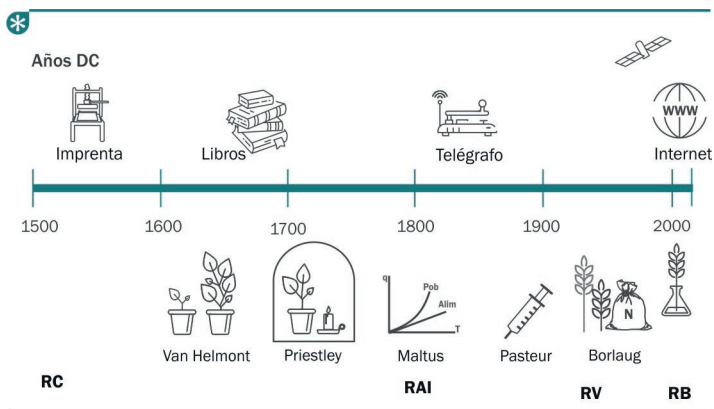 Años DC
WWW
Imprenta
Libros
Telégrafo
Internet
1500
1600
1700
1800
1900
2000
q
Pob
Alim
T
N
Van Helmont
Priestley
Maltus
Pasteur
Borlaug
RC
RAI
RV
RB